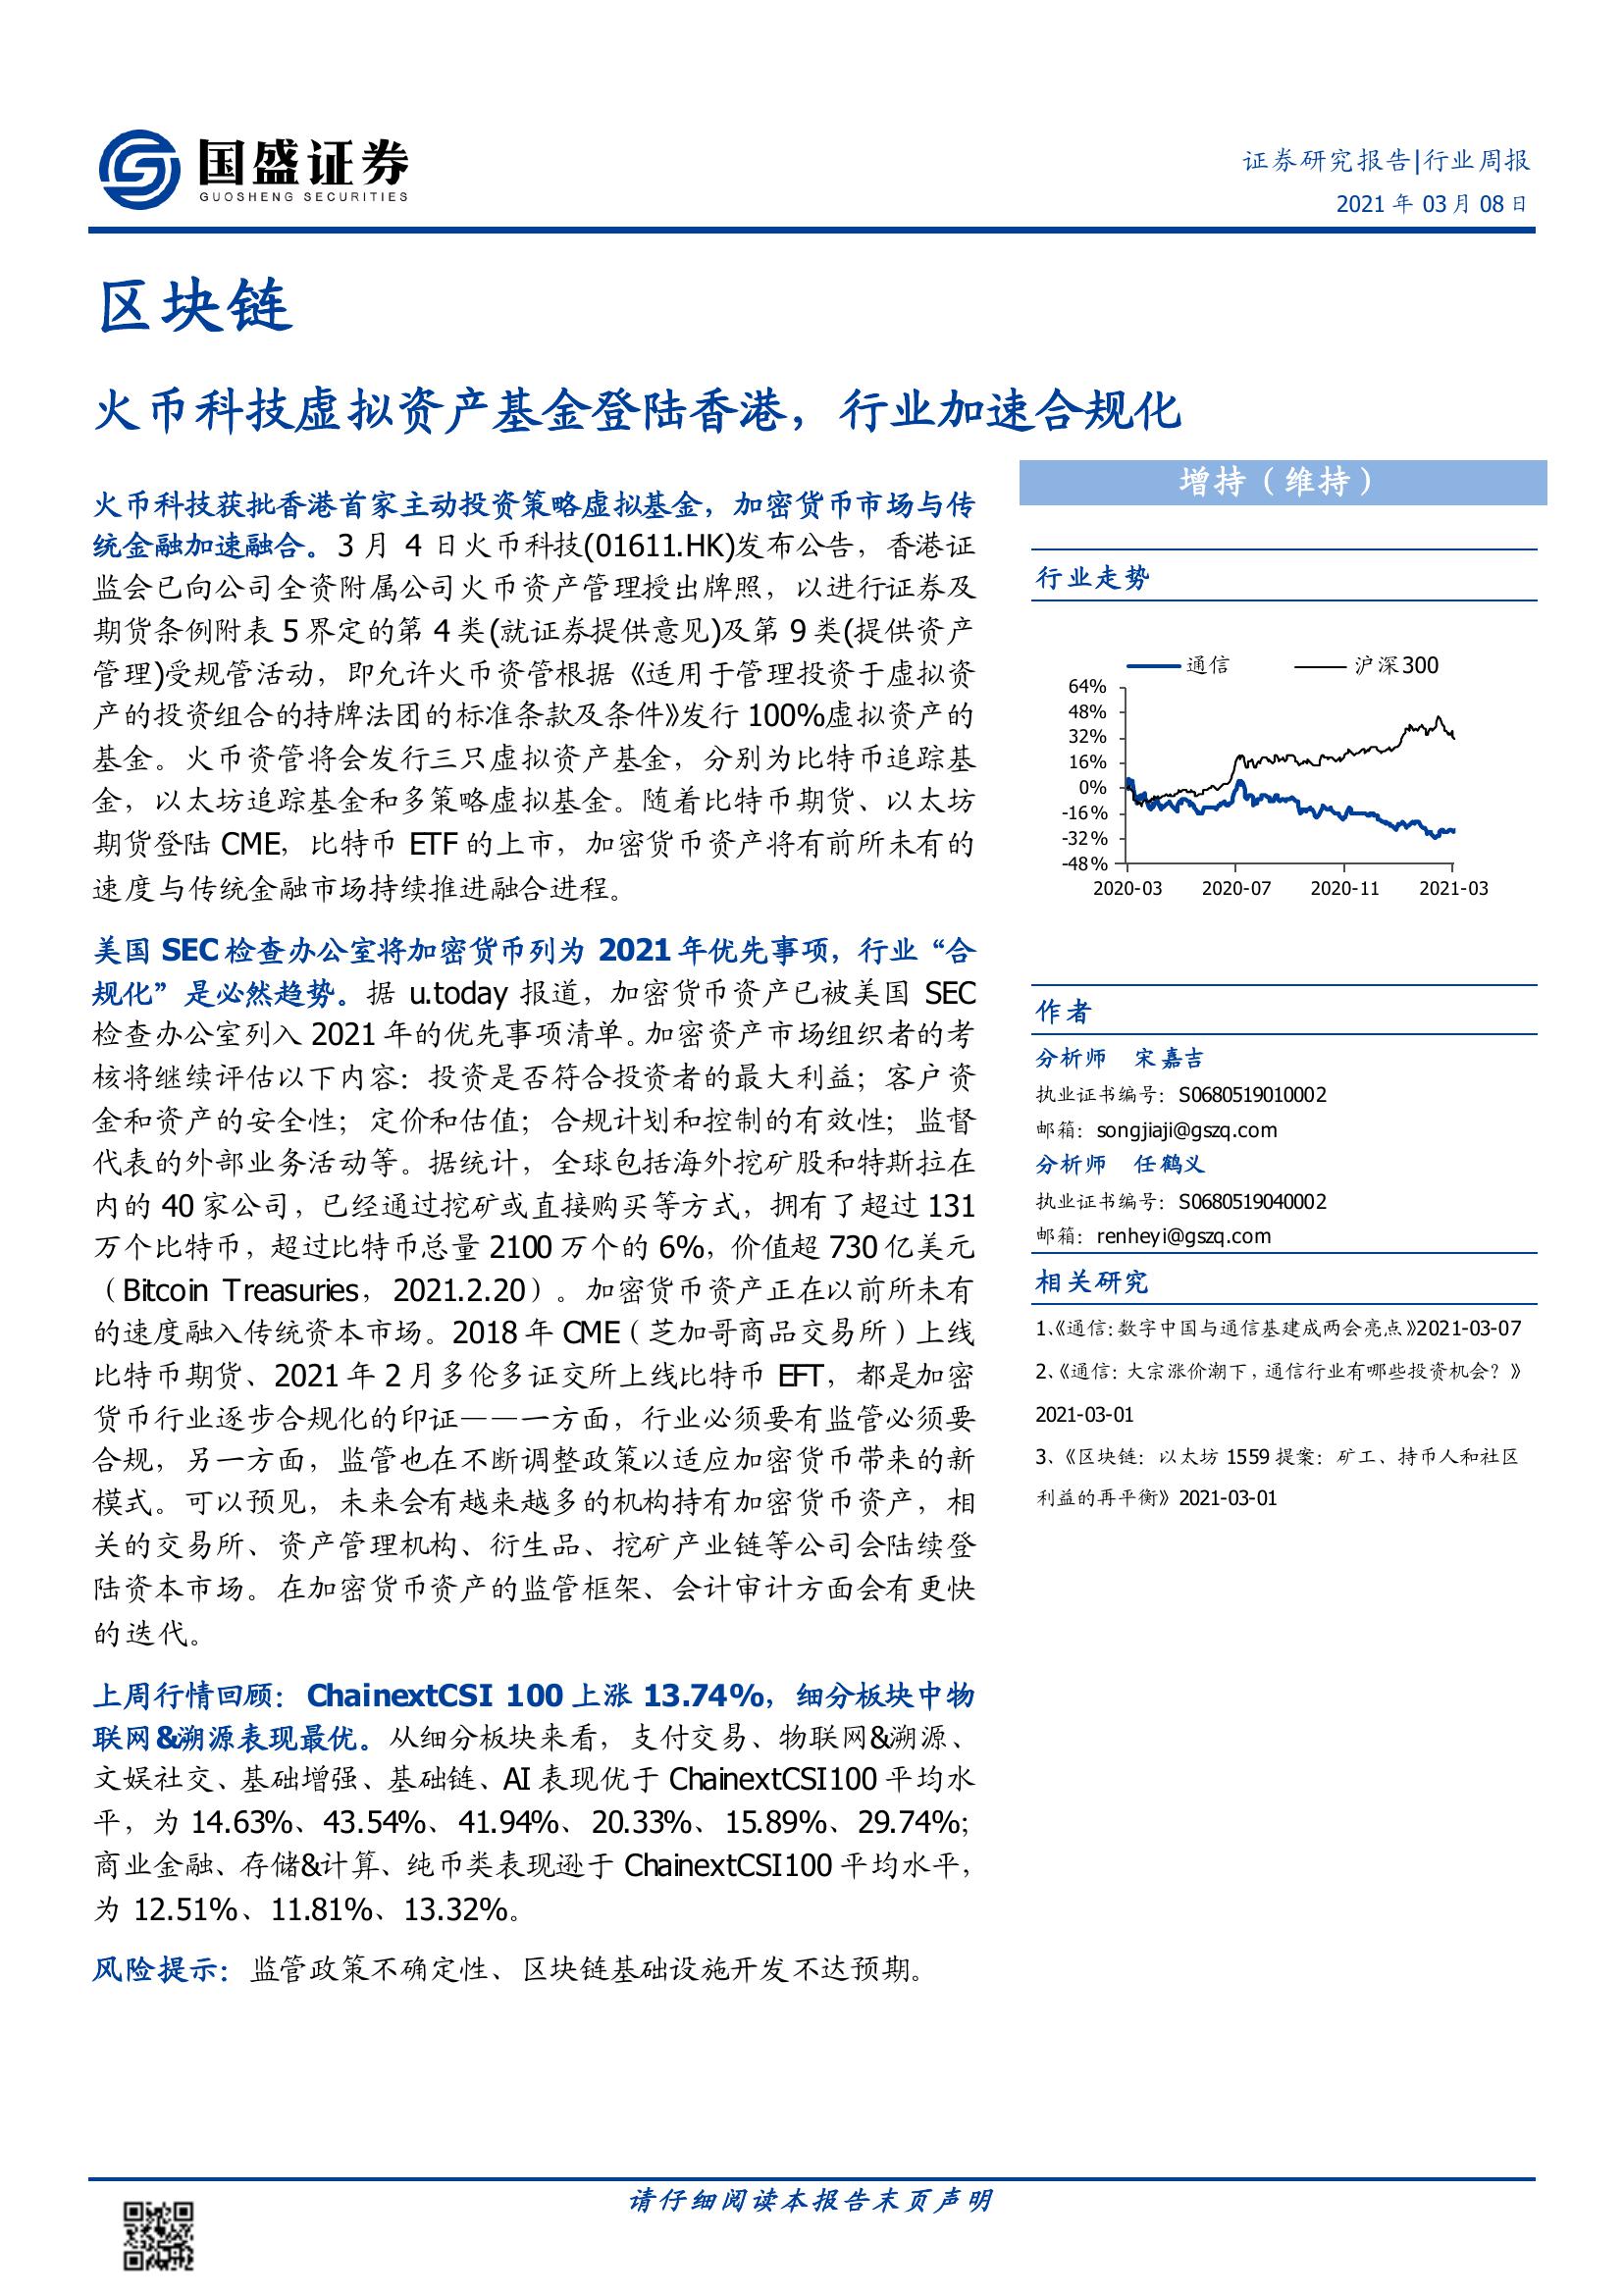 国盛证券
GUOSHENG SECURITIES
证券研究报告|行业周报
2021 年 03 月 08 日
区块链
火币科技虚拟资产基金登陆香港，行业加速合规化
火币科技获批香港首家主动投资策略虚拟基金，加密货币市场与传
统金融加速融合。3 月 4 日火币科技(01611.HK)发布公告，香港证
监会已向公司全资附属公司火币资产管理授出牌照，以进行证券及
期货条例附表 5 界定的第 4 类(就证券提供意见)及第 9 类(提供资产
管理)受规管活动，即允许火币资管根据《适用于管理投资于虚拟资
产的投资组合的持牌法团的标准条款及条件》发行 100%虚拟资产的
基金。火币资管将会发行三只虚拟资产基金，分别为比特币追踪基
金，以太坊追踪基金和多策略虚拟基金。随着比特币期货、以太坊
期货登陆 CME，比特币 ETF 的上市，加密货币资产将有前所未有的
速度与传统金融市场持续推进融合进程。
美国 SEC 检查办公室将加密货币列为 2021 年优先事项，行业“合
规化”是必然趋势。据 u.today 报道，加密货币资产已被美国 SEC
检查办公室列入 2021 年的优先事项清单。加密资产市场组织者的考
核将继续评估以下内容：投资是否符合投资者的最大利益；客户资
金和资产的安全性；定价和估值；合规计划和控制的有效性；监督
代表的外部业务活动等。据统计，全球包括海外挖矿股和特斯拉在
内的 40 家公司，已经通过挖矿或直接购买等方式，拥有了超过 131
万个比特币，超过比特币总量 2100 万个的 6%，价值超 730 亿美元
（Bitcoin Treasuries， 2021.2.20）。加密货币资产正在以前所未有
的速度融入传统资本市场。2018 年 CME（芝加哥商品交易所）上线
比特币期货、2021 年 2 月多伦多证交所上线比特币 EFT，都是加密
货币行业逐步合规化的印证——一方面，行业必须要有监管必须要
合规，另一方面，监管也在不断调整政策以适应加密货币带来的新
模式。可以预见，未来会有越来越多的机构持有加密货币资产，相
关的交易所、资产管理机构、衍生品、挖矿产业链等公司会陆续登
陆资本市场。在加密货币资产的监管框架、会计审计方面会有更快
的迭代。
上周行情回顾：ChainextCSI 100 上涨 13.74%，细分板块中物
联网&溯源表现最优。从细分板块来看，支付交易、物联网&溯源、
文娱社交、基础增强、基础链、AI 表现优于 ChainextCSI100 平均水
平，为 14.63%、43.54%、41.94%、20.33%、15.89%、29.74%；
商业金融、存储&计算、纯币类表现逊于 ChainextCSI100 平均水平，
为 12.51%、11.81%、13.32%。
风险提示：监管政策不确定性、区块链基础设施开发不达预期。
增持（维持）
行业走势
通信 沪深300
64%
48%
32%
16%
0%
-16%
-32%
-48%
2020-03 2020-07 2020-11 2021-03
作者
分析师 宋嘉吉
执业证书编号：S0680519010002
邮箱：songjiaji@gszq.com
分析师 任鹤义
执业证书编号：S0680519040002
邮箱：renheyi@gszq.com
相关研究
1、《通信：数字中国与通信基建成两会亮点》2021-03-07
2、《通信：大宗涨价潮下，通信行业有哪些投资机会？》
2021-03-01
3、《区块链：以太坊 1559 提案：矿工、持币人和社区
利益的再平衡》2021-03-01
请仔细阅读本报告末页声明